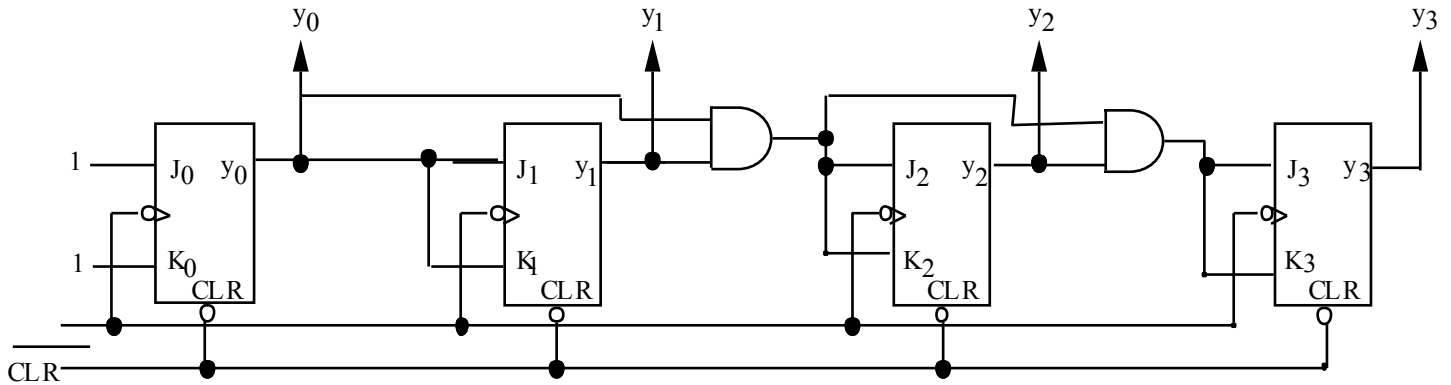 y0 y1 y2 y3
1 J0 y0 J1 y1 J2 y2 J3 y3
1 K0 K1 K2 K3
CLR CLR CLR CLR
CLR